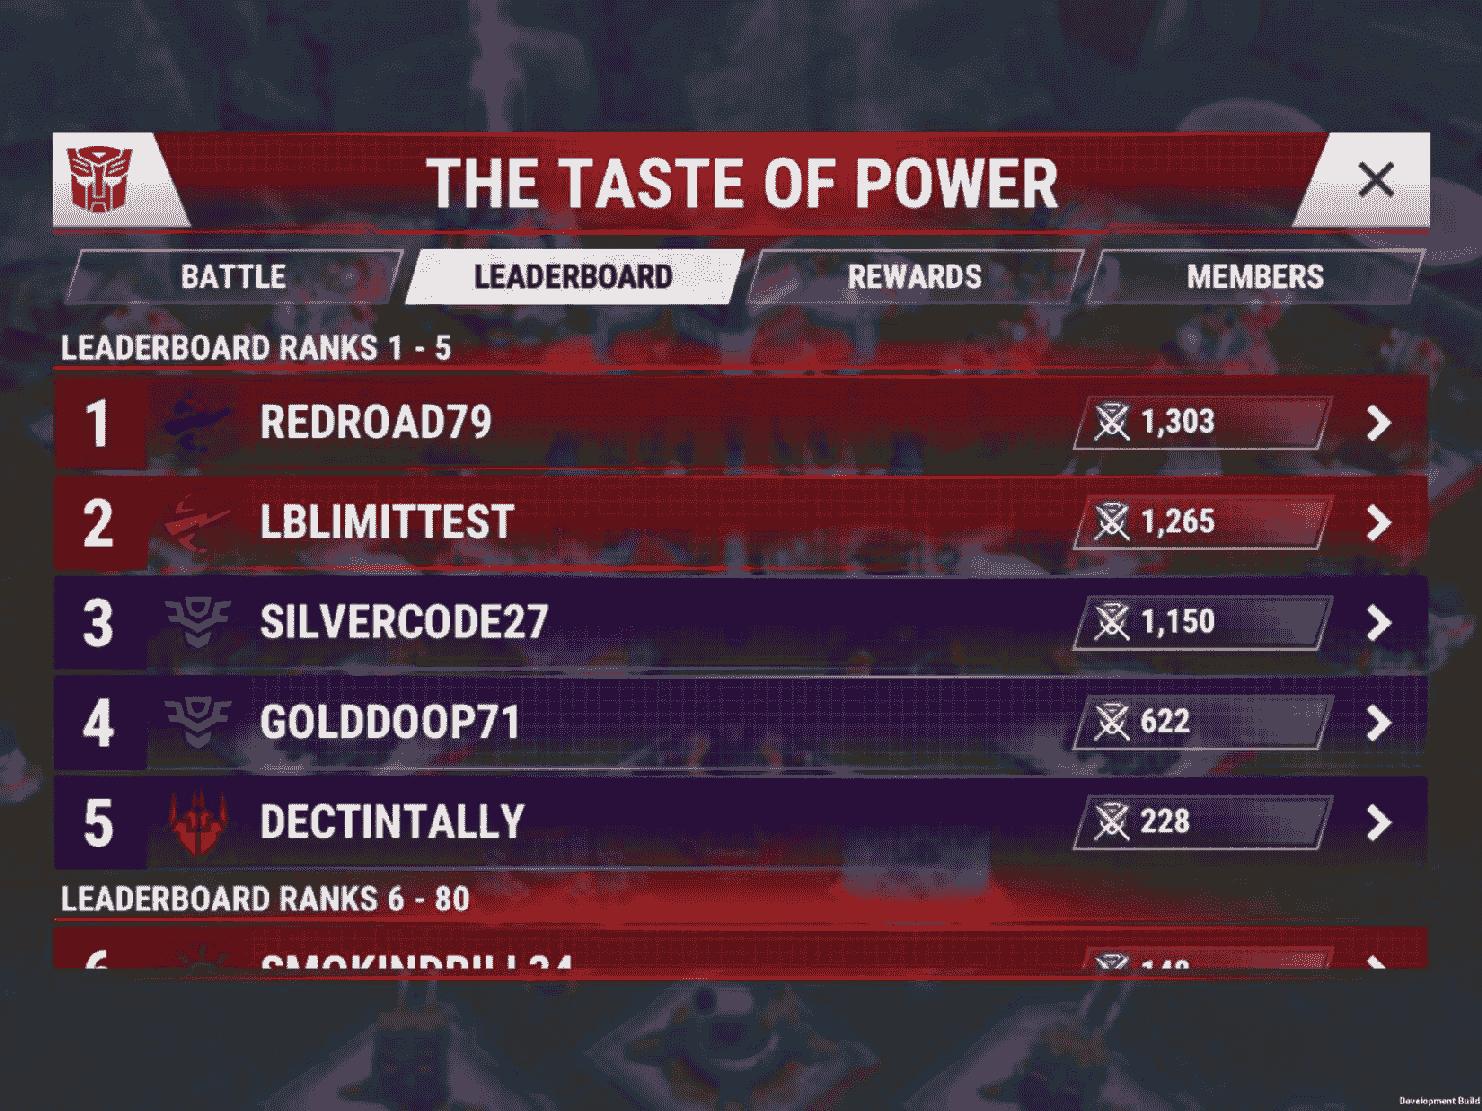 THE TASTE OF POWER
BATTLE LEADERBOARD REWARDS MEMBERS
LEADERBOARD RANKS 1 - 5
1 REDROAD79 1,303
2 LBLIMITTEST 1,265
3 SILVERCODE27 1,150
4 GOLDDOOP71 622
5 DECTINTALLY 228
LEADERBOARD RANKS 6 - 80
6
Development Build